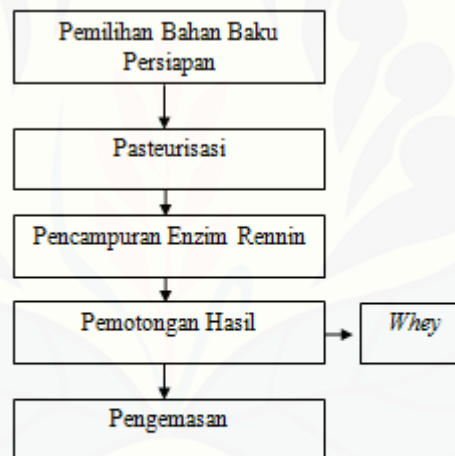 Pemilihan Bahan Baku
Persiapan
Pasteurisasi
Pencampuran Enzim Rennin
Pemotongan Hasil
Whey
Pengemasan